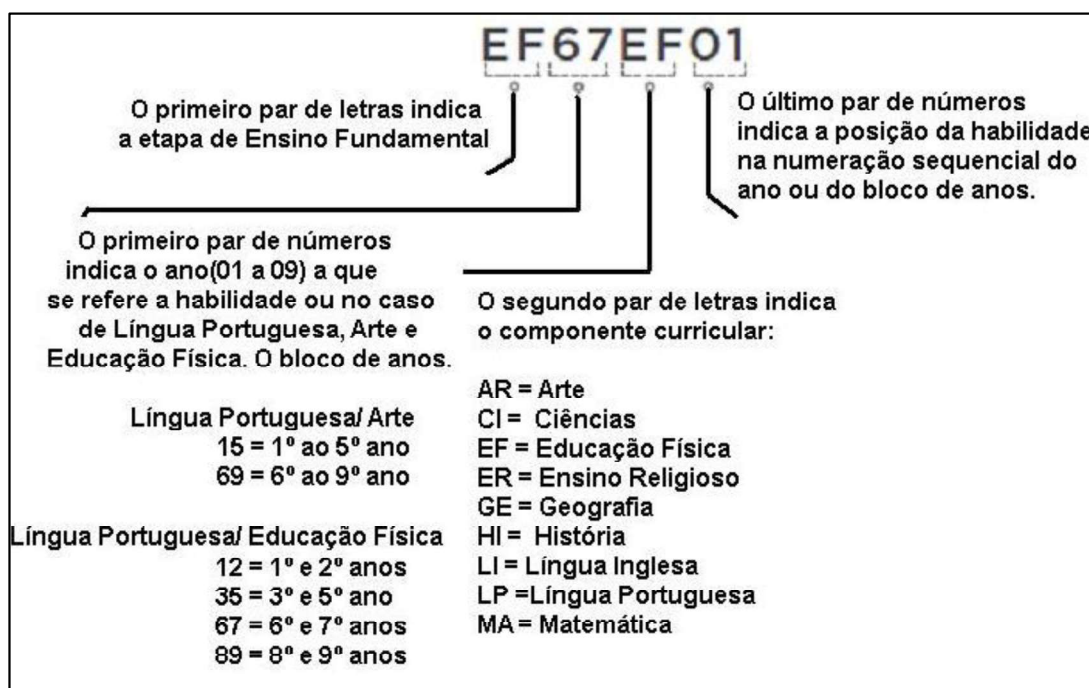 EF67EF01
O primeiro par de letras indica
a etapa de Ensino Fundamental
O último par de números
indica a posição da habilidade
na numeração sequencial do
ano ou do bloco de anos.
O primeiro par de números
indica o ano(01 a 09) a que
se refere a habilidade ou no caso
de Língua Portuguesa, Arte e
Educação Física. O bloco de anos.
Língua Portuguesa/ Arte
15 = 1º ao 5º ano
69 = 6º ao 9º ano
Língua Portuguesa/ Educação Física
12 = 1º e 2º anos
35 = 3º e 5º ano
67 = 6º e 7º anos
89 = 8º e 9º anos
O segundo par de letras indica
o componente curricular:
AR = Arte
CI = Ciências
EF = Educação Física
ER = Ensino Religioso
GE = Geografia
HI = História
LI = Língua Inglesa
LP =Língua Portuguesa
MA = Matemática